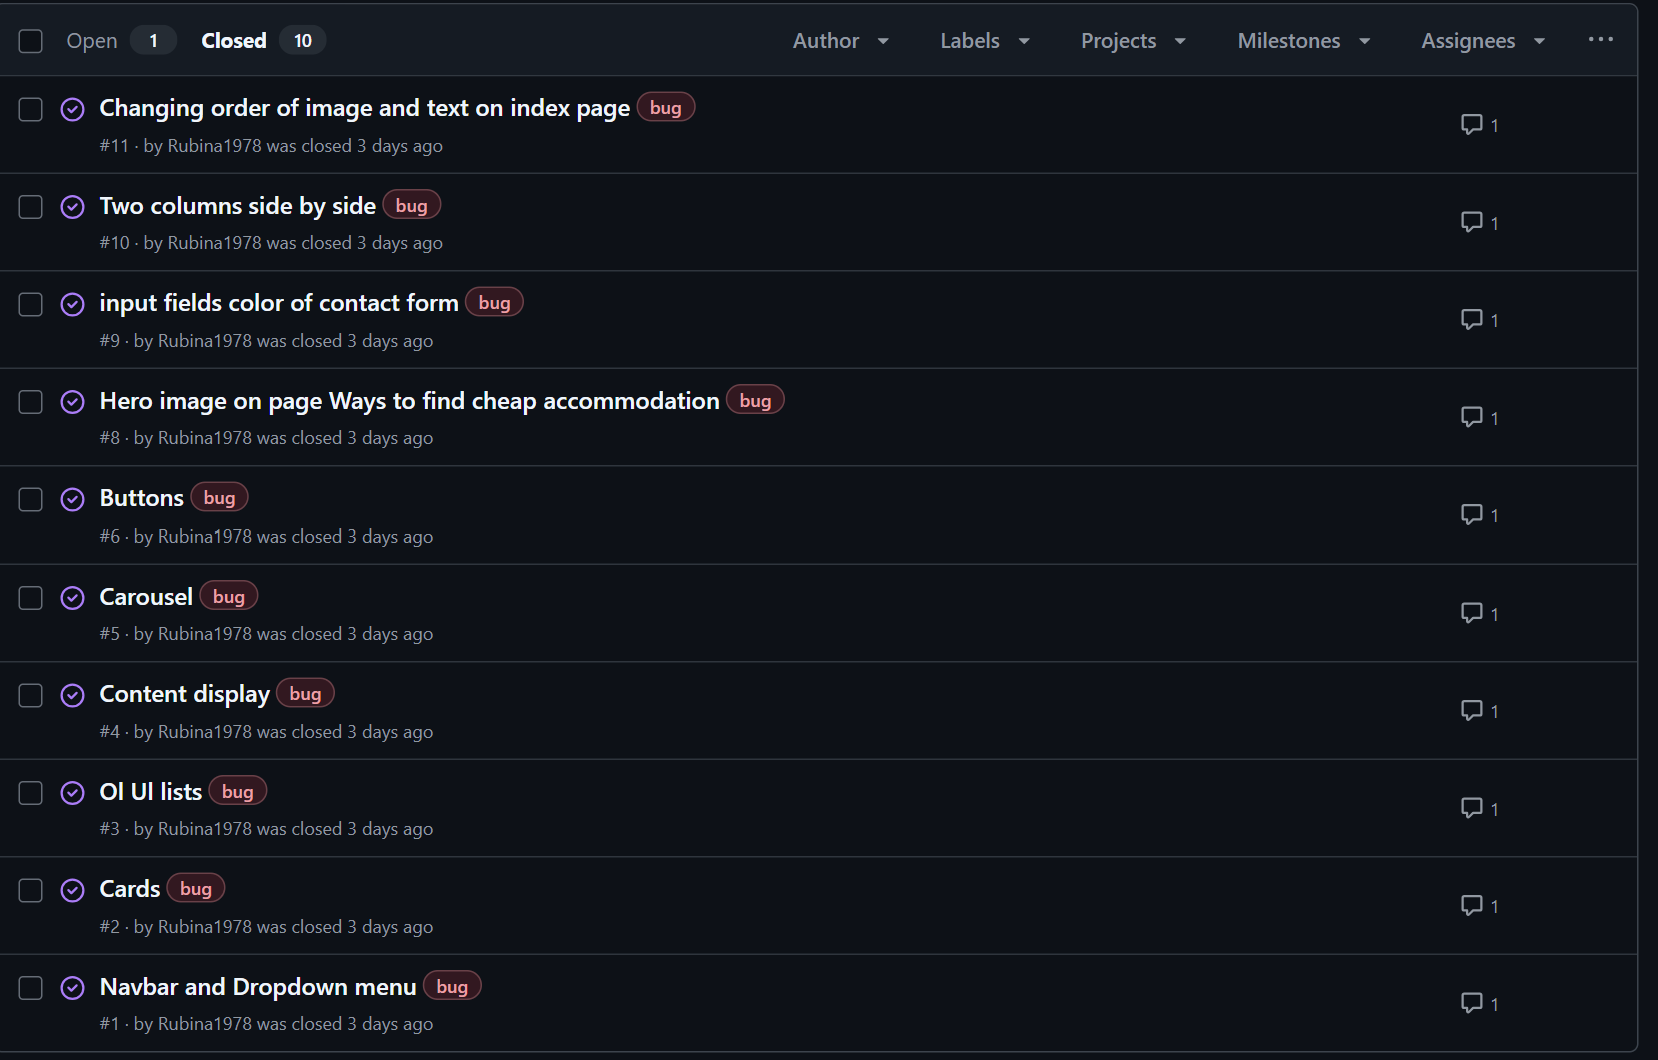 Open 1 Closed 10 Author Labels Projects Milestones Assignees
Changing order of image and text on index page bug
#11 · by Rubina1978 was closed 3 days ago
1
Two columns side by side bug
#10 · by Rubina1978 was closed 3 days ago
1
input fields color of contact form bug
#9 · by Rubina1978 was closed 3 days ago
1
Hero image on page Ways to find cheap accommodation bug
#8 · by Rubina1978 was closed 3 days ago
1
Buttons bug
#6 · by Rubina1978 was closed 3 days ago
1
Carousel bug
#5 · by Rubina1978 was closed 3 days ago
1
Content display bug
#4 · by Rubina1978 was closed 3 days ago
1
Ol Ul lists bug
#3 · by Rubina1978 was closed 3 days ago
1
Cards bug
#2 · by Rubina1978 was closed 3 days ago
1
Navbar and Dropdown menu bug
#1 · by Rubina1978 was closed 3 days ago
1